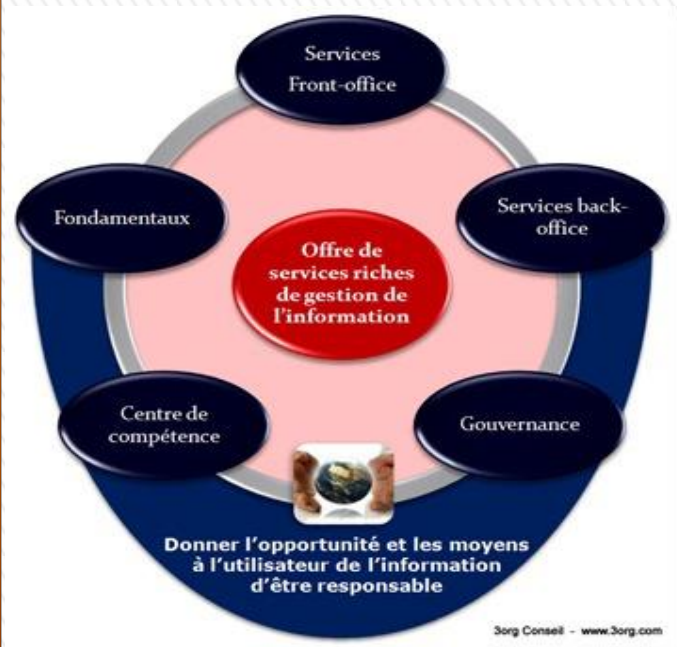 Services
Front-office
Fondamentaux
Services back-
office
Offre de
services riches
de gestion de
l'information
Centre de
compétence
Gouvernance
Donner l'opportunité et les moyens
à l'utilisateur de l'information
d'être responsable
3org Conseil - www.3org.com